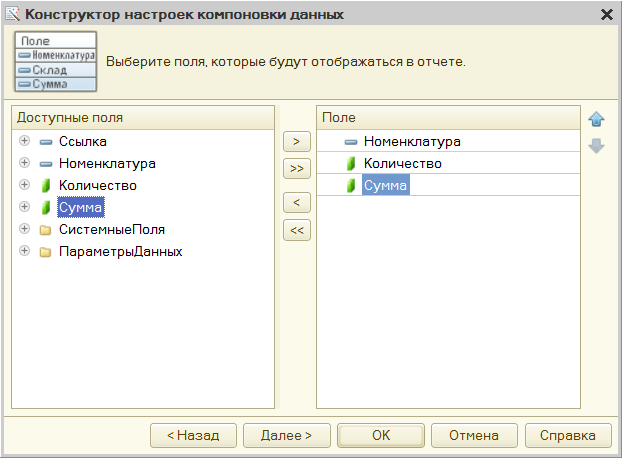 Конструктор настроек компоновки данных
Поле
Номенклатура
Склад
Сумма
Выберите поля, которые будут отображаться в отчете.
Доступные поля
Ссылка
Номенклатура
Количество
Сумма
СистемныеПоля
ПараметрыДанных
>
>>
<
<<
Поле
Номенклатура
Количество
Сумма
< Назад
Далее >
OK
Отмена
Справка